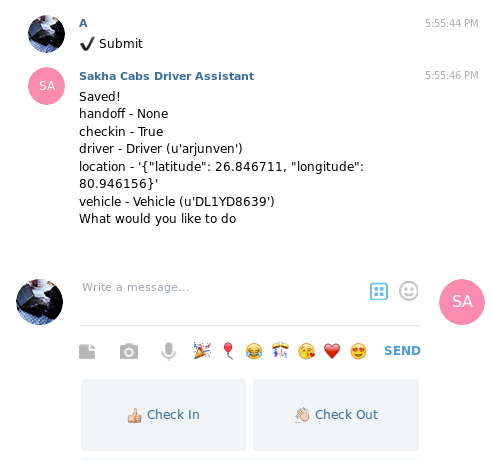 A 5:55:44 PM
✔ Submit
SA
Sakha Cabs Driver Assistant 5:55:46 PM
Saved!
handoff - None
checkin - True
driver - Driver (u'arjunven')
location - '{"latitude": 26.846711, "longitude":
80.946156}'
vehicle - Vehicle (u'DL1YD8639')
What would you like to do
Write a message...
SA
SEND
👍 Check In
👋 Check Out